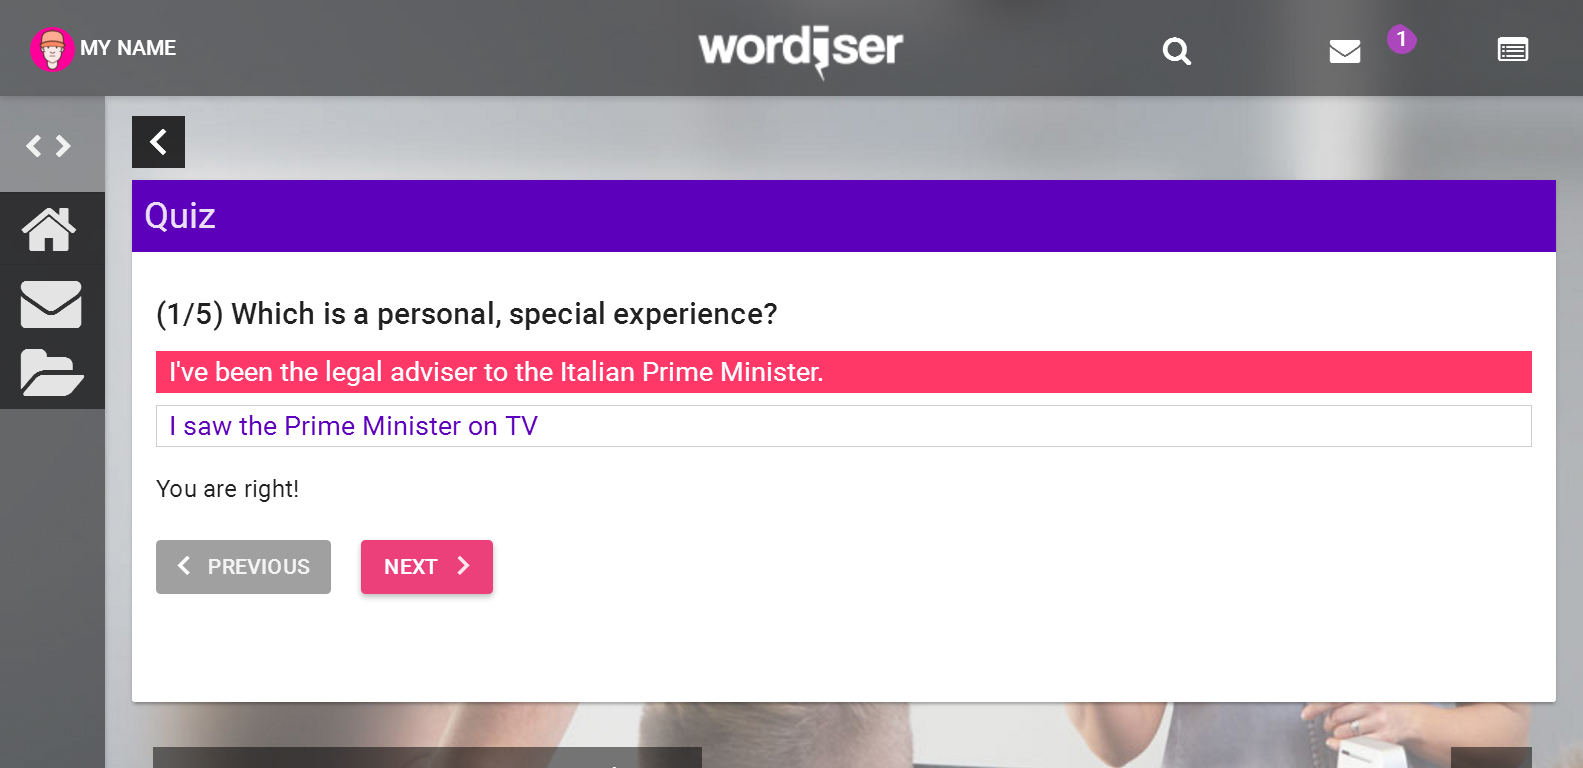 MY NAME
wordiser
1
Quiz
(1/5) Which is a personal, special experience?
I've been the legal adviser to the Italian Prime Minister.
I saw the Prime Minister on TV
You are right!
PREVIOUS
NEXT